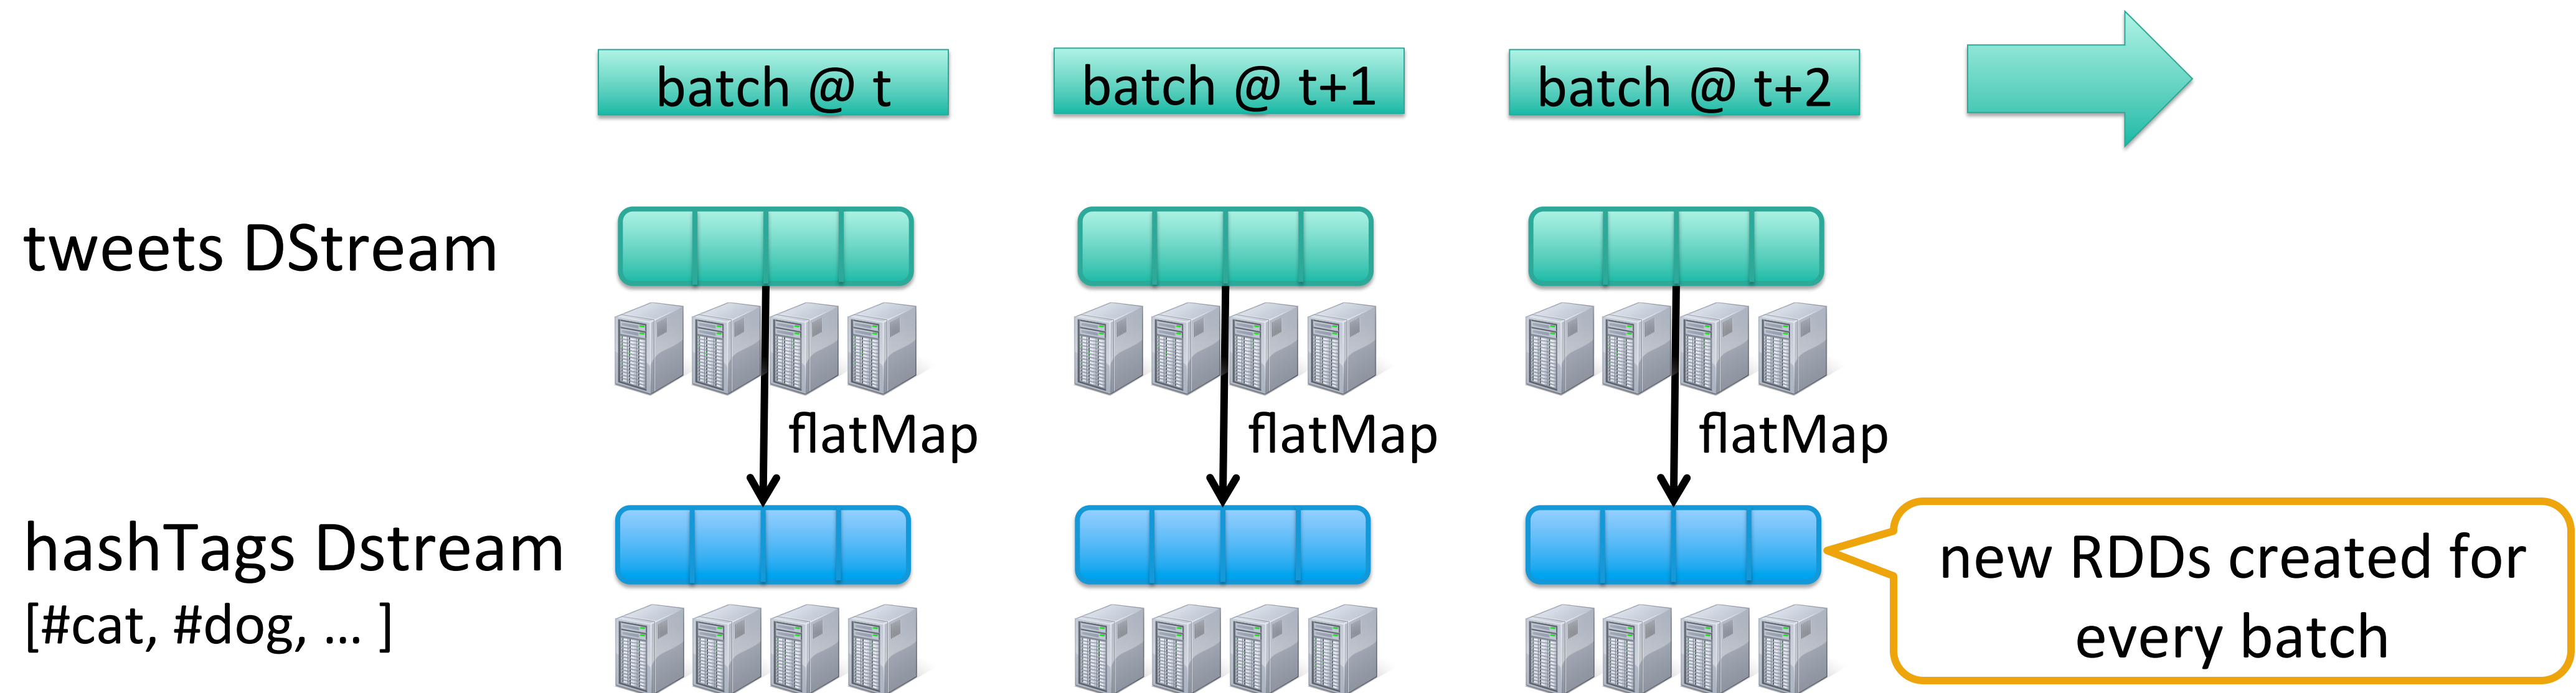 batch @ t
batch @ t+1
batch @ t+2
tweets DStream
flatMap
flatMap
flatMap
hashTags Dstream
[#cat, #dog, … ]
new RDDs created for
every batch